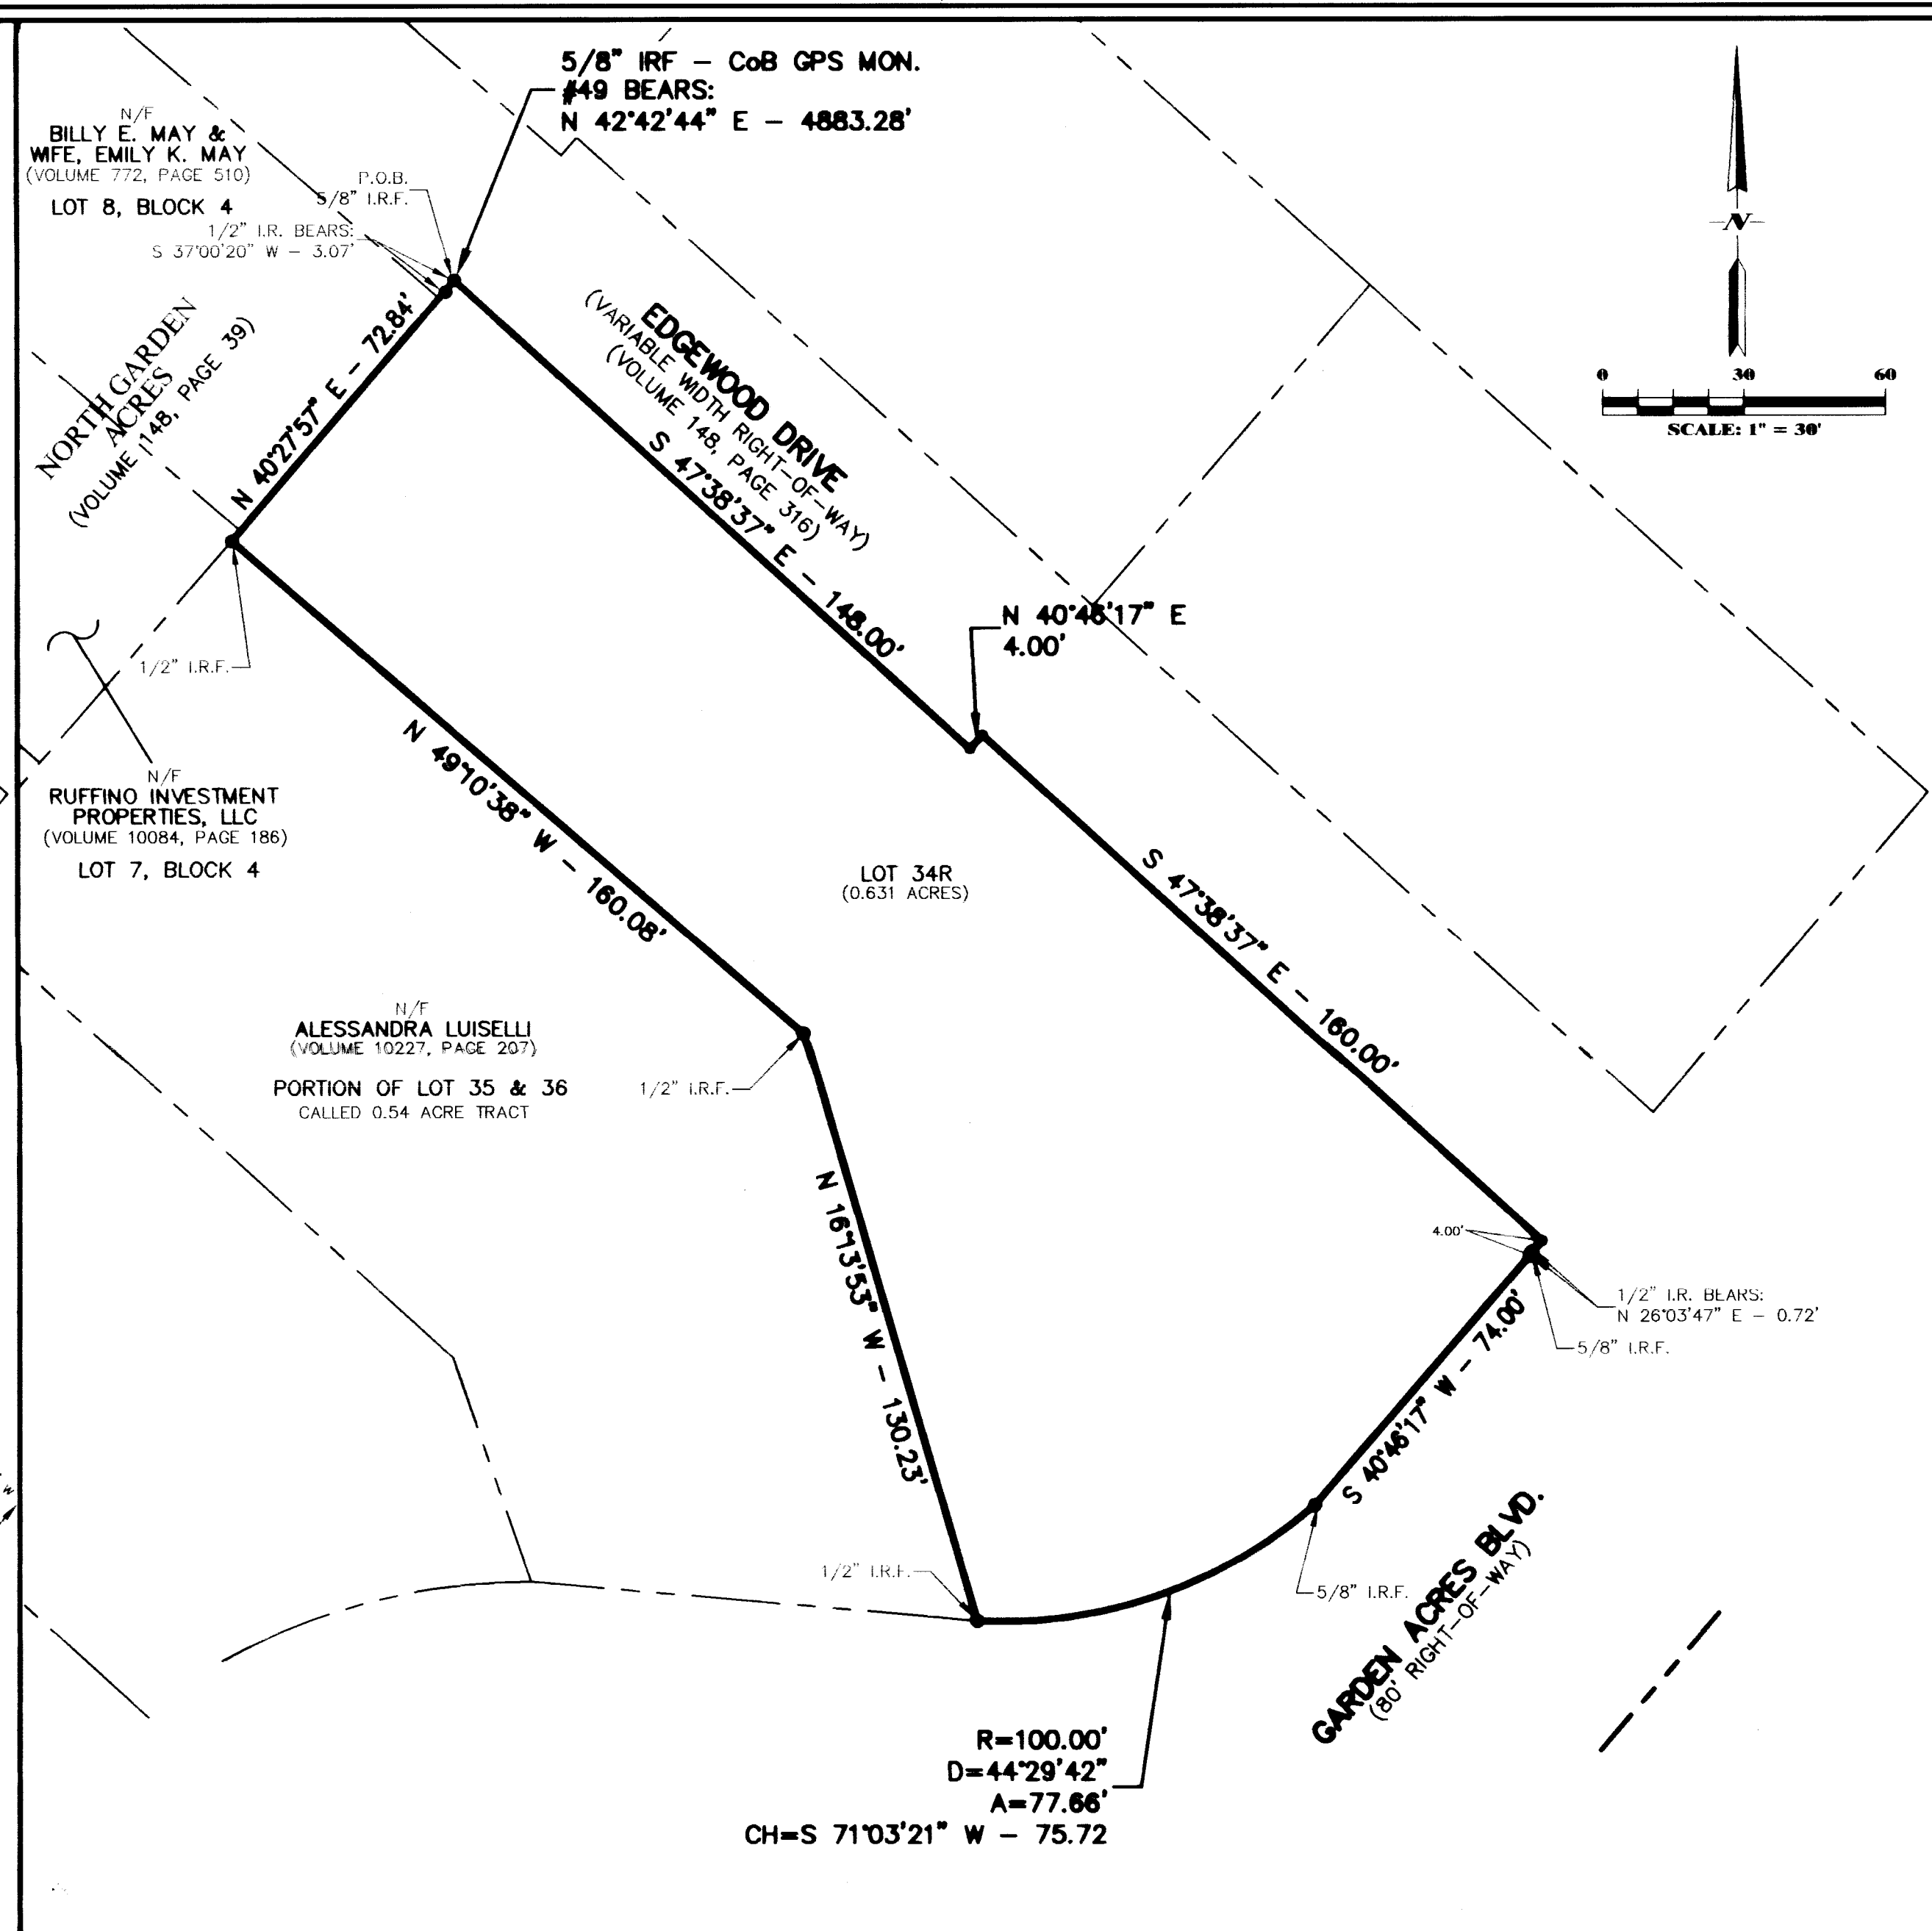 5/8" IRF – CoB GPS MON.
#49 BEARS:
N 42°42'44" E – 4883.28'
N/F
BILLY E. MAY &
WIFE, EMILY K. MAY
(VOLUME 772, PAGE 510)
LOT 8, BLOCK 4
P.O.B.
5/8" I.R.F.
1/2" I.R. BEARS:
S 37°00'20" W – 3.07'
N
0 30 60
SCALE: 1" = 30'
NORTH GARDEN
ACRES
(VOLUME 148, PAGE 39)
N 40°27'57" E – 72.84'
EDGEWOOD DRIVE
(VARIABLE WIDTH RIGHT–OF–WAY)
(VOLUME 148, PAGE 316)
S 47°38'37" E – 148.00'
N 40°46'17" E
4.00'
1/2" I.R.F.
N/F
RUFFINO INVESTMENT
PROPERTIES, LLC
(VOLUME 10084, PAGE 186)
LOT 7, BLOCK 4
N 49°10'38" W – 160.08'
LOT 34R
(0.631 ACRES)
S 47°38'37" E – 160.00'
N/F
ALESSANDRA LUISELLI
(VOLUME 10227, PAGE 207)
PORTION OF LOT 35 & 36
CALLED 0.54 ACRE TRACT
1/2" I.R.F.
N 16°13'53" W – 130.23'
4.00'
1/2" I.R. BEARS:
N 26°03'47" E – 0.72'
5/8" I.R.F.
S 40°46'17" W – 74.00'
1/2" I.R.F.
5/8" I.R.F.
GARDEN ACRES BLVD.
(80' RIGHT–OF–WAY)
R=100.00'
D=44°29'42"
A=77.66'
CH=S 71°03'21" W – 75.72
W